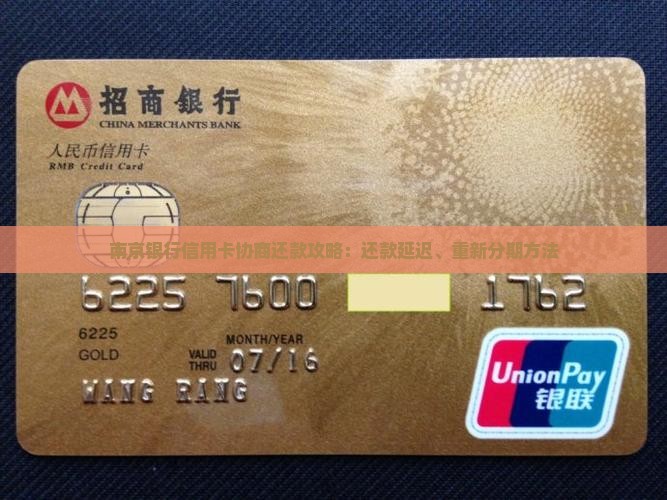 招商银行
CHINA MERCHANTS BANK
人民币信用卡
RMB Credit Card
南京银行信用卡协商还款攻略：还款延迟、重新分期方法
6225 7600 1762
6225
MONTH/YEAR
GOLD VALID THRU 07/16
WANG RANG
UnionPay
银联